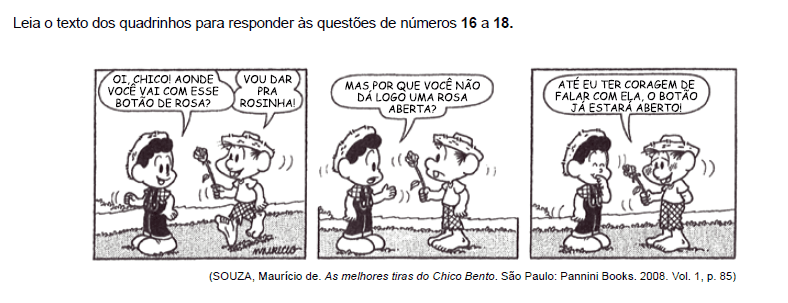 Leia o texto dos quadrinhos para responder às questões de números 16 a 18.
OI, CHICO! AONDE
VOCÊ VAI COM ESSE
BOTÃO DE ROSA?
VOU DAR
PRA
ROSINHA!
MAS POR QUE VOCÊ NÃO
DÁ LOGO UMA ROSA
ABERTA?
ATÉ EU TER CORAGEM DE
FALAR COM ELA, O BOTÃO
JÁ ESTARÁ ABERTO!
MAURICIO
(SOUZA, Maurício de. As melhores tiras do Chico Bento. São Paulo: Pannini Books. 2008. Vol. 1, p. 85)